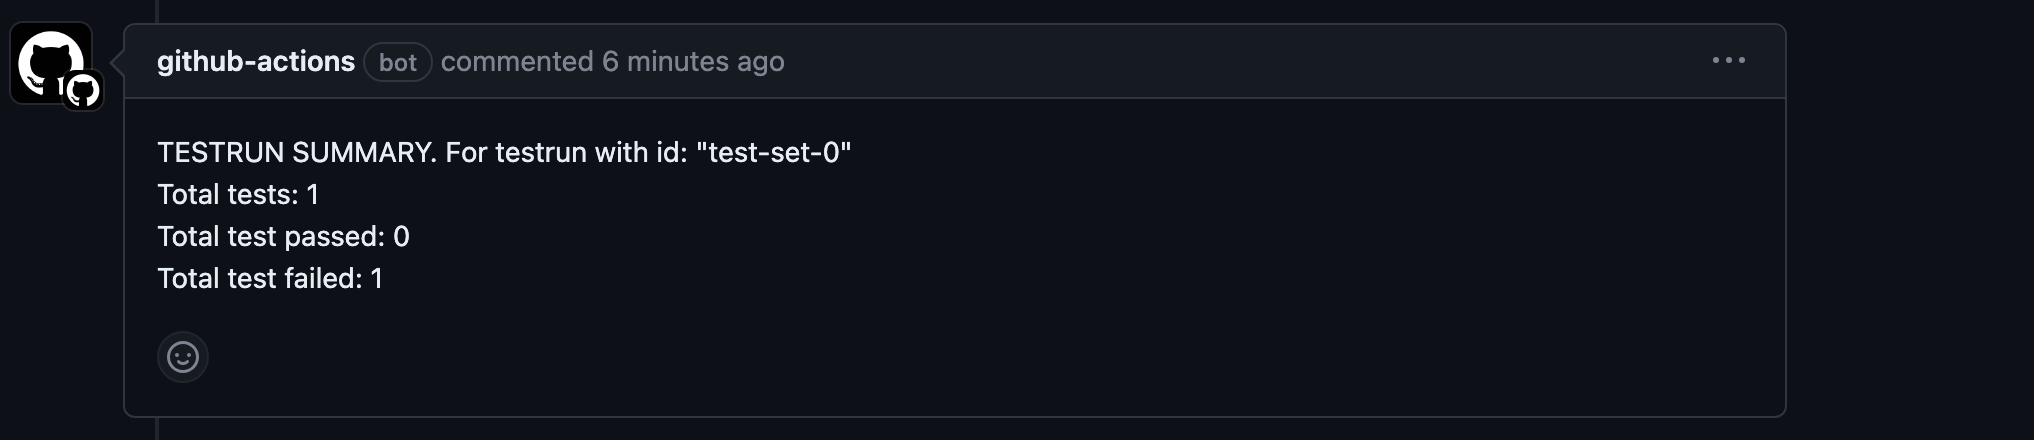 github-actions bot commented 6 minutes ago
TESTRUN SUMMARY. For testrun with id: "test-set-0"
Total tests: 1
Total test passed: 0
Total test failed: 1